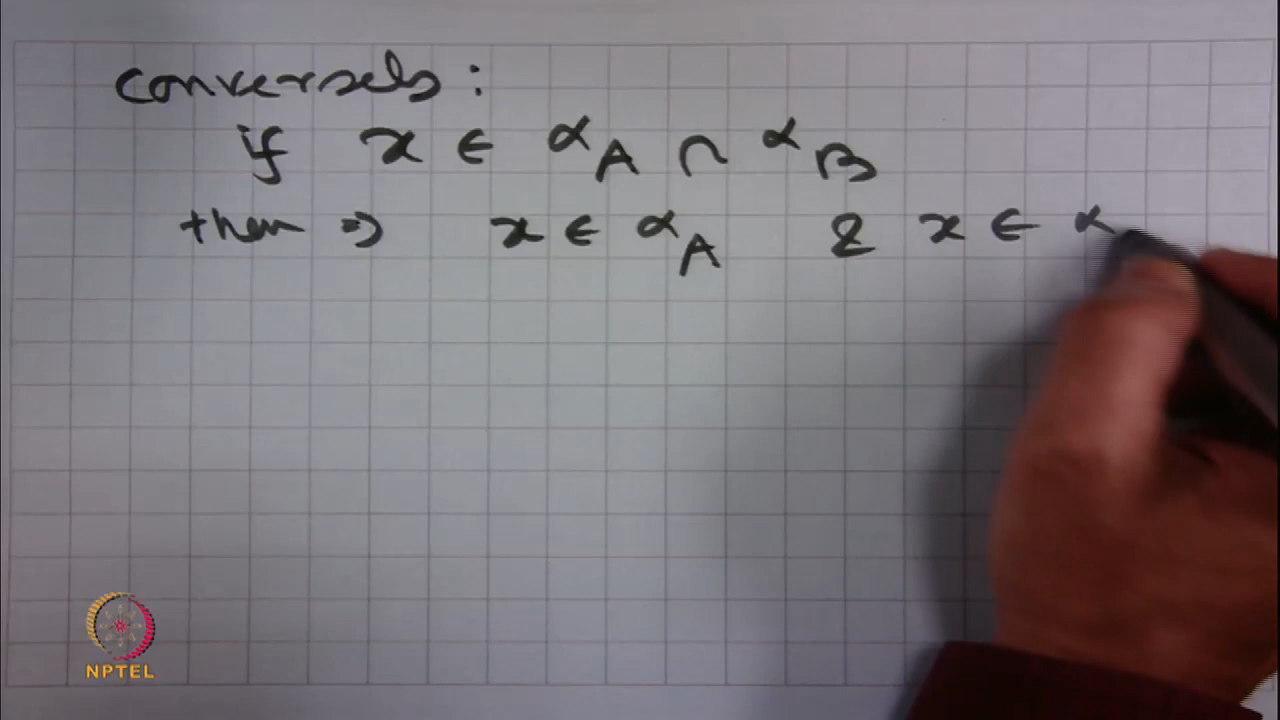 conversely :
if x ∈ α_A ∩ α_B
then ⇒ x ∈ α_A & x ∈ α
NPTEL